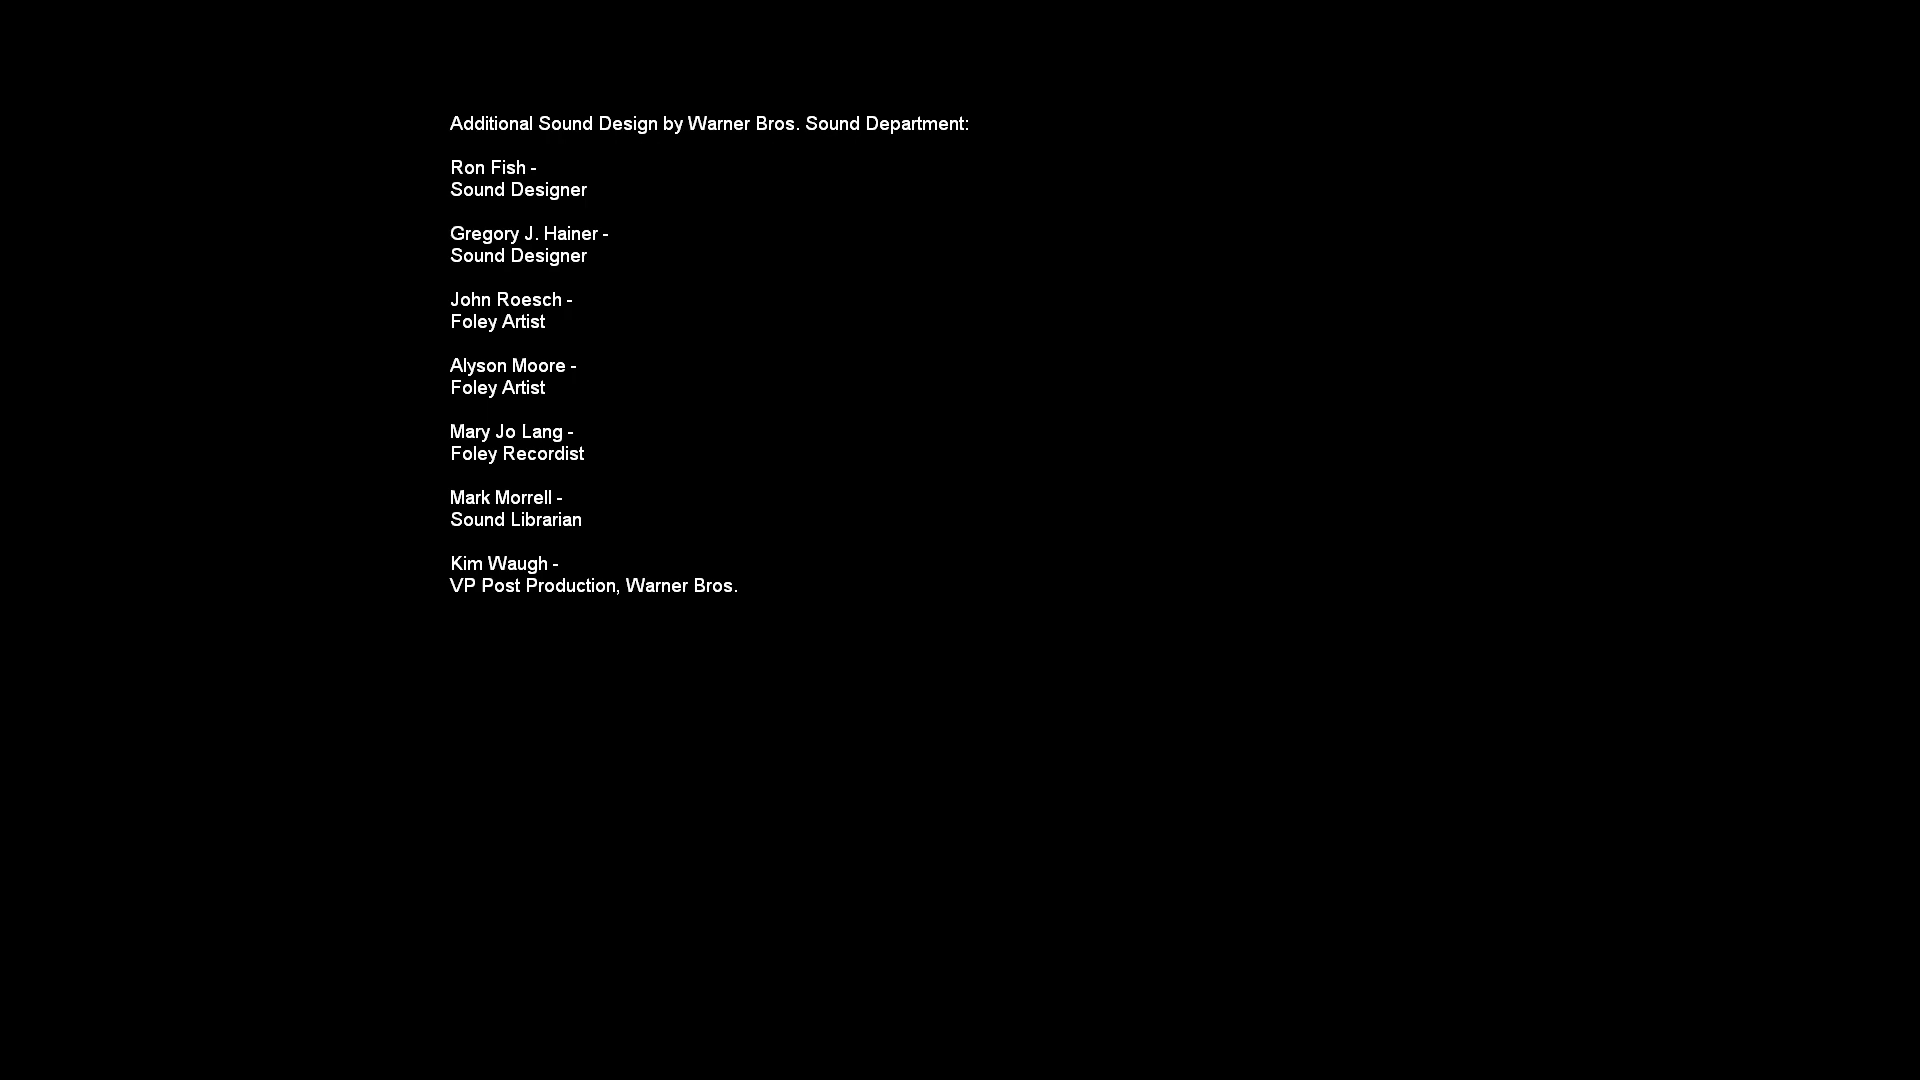 Additional Sound Design by Warner Bros. Sound Department:
Ron Fish -
Sound Designer
Gregory J. Hainer -
Sound Designer
John Roesch -
Foley Artist
Alyson Moore -
Foley Artist
Mary Jo Lang -
Foley Recordist
Mark Morrell -
Sound Librarian
Kim Waugh -
VP Post Production, Warner Bros.